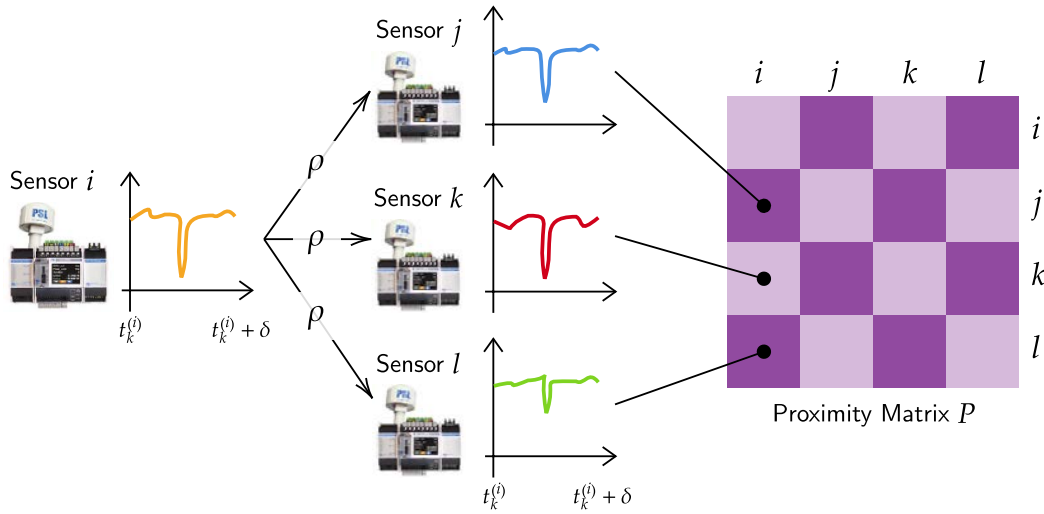 Sensor i
PSL
t_k^{(i)}
t_k^{(i)} + δ
ρ
ρ
ρ
Sensor j
PSL
Sensor k
PSL
Sensor l
PSL
t_k^{(i)}
t_k^{(i)} + δ
i j k l
i
j
k
l
Proximity Matrix P